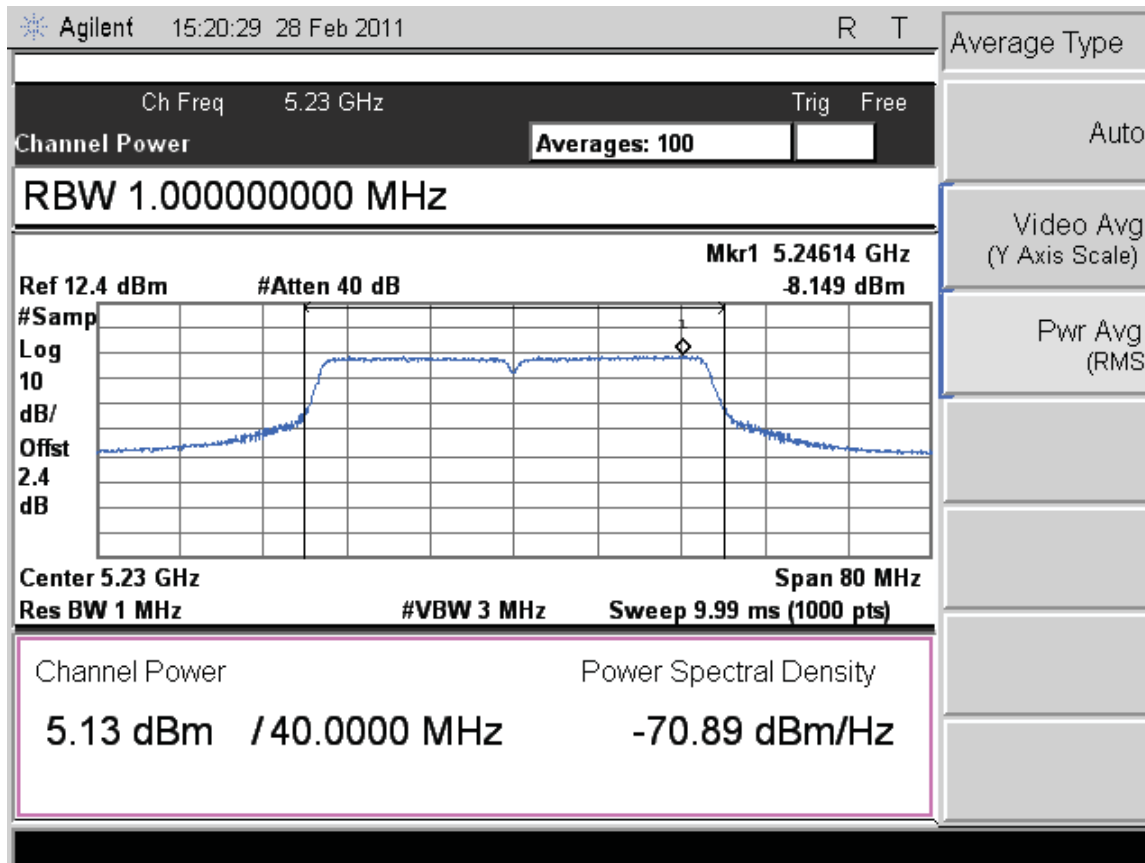 Agilent 15:20:29 28 Feb 2011 R T
Average Type
Ch Freq 5.23 GHz Trig Free
Channel Power Averages: 100
Auto
RBW 1.000000000 MHz
Video Avg
(Y Axis Scale)
Mkr1 5.24614 GHz
Ref 12.4 dBm #Atten 40 dB -8.149 dBm
#Samp
Log
10
dB/
Offst
2.4
dB
1
Pwr Avg
(RMS
Center 5.23 GHz Span 80 MHz
Res BW 1 MHz #VBW 3 MHz Sweep 9.99 ms (1000 pts)
Channel Power Power Spectral Density
5.13 dBm / 40.0000 MHz -70.89 dBm/Hz